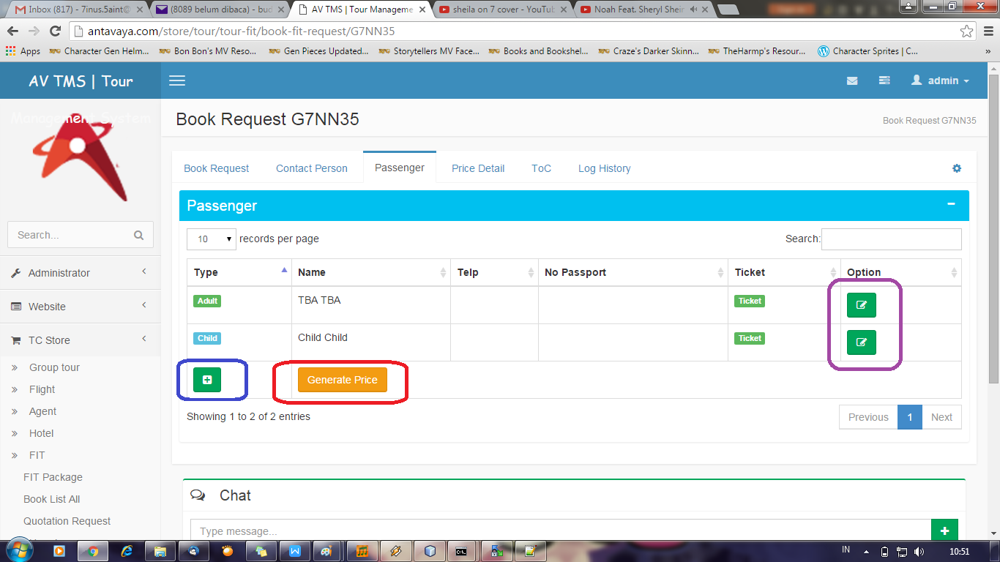 Inbox (817) - 7inus.5aint@
(8089 belum dibaca) - bud
AV TMS | Tour Manageme
sheila on 7 cover - YouTub
Noah Feat. Sheryl Shein
antavaya.com/store/tour/tour-fit/book-fit-request/G7NN35
Apps
Character Gen Helm...
Bon Bon's MV Reso...
Gen Pieces Updated...
Storytellers MV Face...
Books and Bookshel...
Craze's Darker Skinn...
TheHarmp's Resour...
Character Sprites | C...
»
AV TMS | Tour
Management System
admin
Book Request G7NN35
Book Request G7NN35
Search...
Administrator
Website
TC Store
Group tour
Flight
Agent
Hotel
FIT
FIT Package
Book List All
Quotation Request
Book Request
Contact Person
Passenger
Price Detail
ToC
Log History
Passenger
10 records per page
Search:
Type Name Telp No Passport Ticket Option
Adult TBA TBA Ticket
Child Child Child Ticket
Generate Price
Showing 1 to 2 of 2 entries
Previous 1 Next
Chat
Type message...
IN
10:51